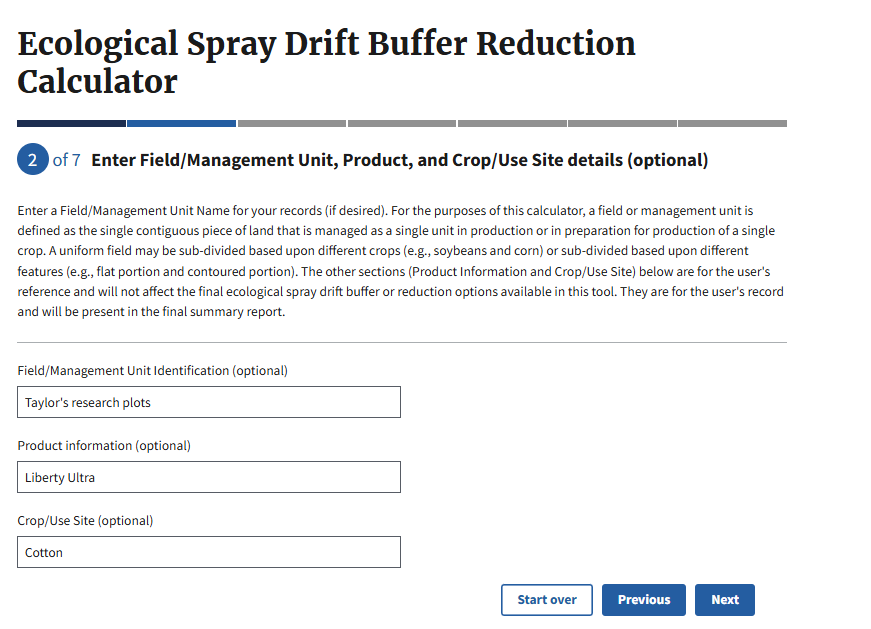 Ecological Spray Drift Buffer Reduction
Calculator
2 of 7 Enter Field/Management Unit, Product, and Crop/Use Site details (optional)
Enter a Field/Management Unit Name for your records (if desired). For the purposes of this calculator, a field or management unit is
defined as the single contiguous piece of land that is managed as a single unit in production or in preparation for production of a single
crop. A uniform field may be sub-divided based upon different crops (e.g., soybeans and corn) or sub-divided based upon different
features (e.g., flat portion and contoured portion). The other sections (Product Information and Crop/Use Site) below are for the user's
reference and will not affect the final ecological spray drift buffer or reduction options available in this tool. They are for the user's record
and will be present in the final summary report.
Field/Management Unit Identification (optional)
Taylor's research plots
Product information (optional)
Liberty Ultra
Crop/Use Site (optional)
Cotton
Start over Previous Next